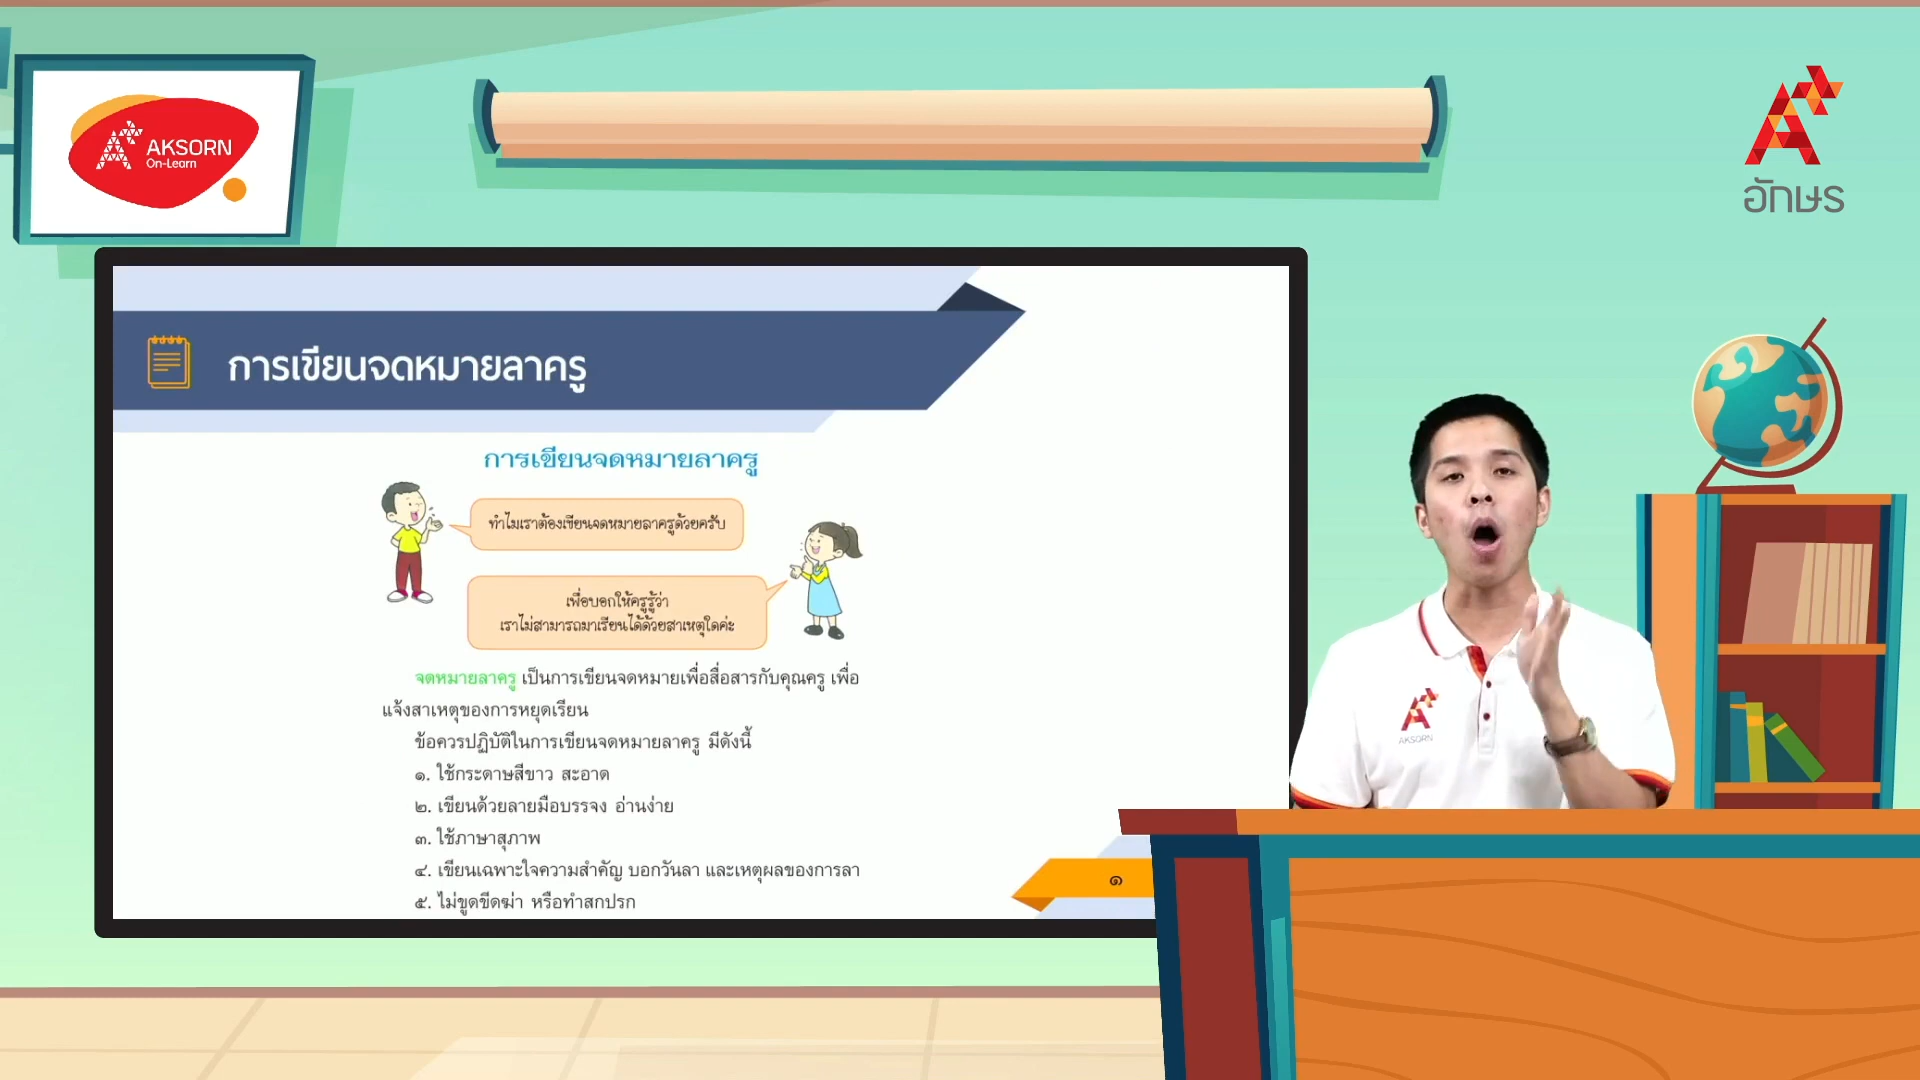 AKSORN
On-Learn
อักษร
การเขียนจดหมายลาครู
การเขียนจดหมายลาครู
ทำไมเราต้องเขียนจดหมายลาครูด้วยครับ
เพื่อบอกให้ครูรู้ว่า
เราไม่สามารถมาเรียนได้ด้วยสาเหตุใดค่ะ
จดหมายลาครู เป็นการเขียนจดหมายเพื่อสื่อสารกับคุณครู เพื่อ
แจ้งสาเหตุของการหยุดเรียน
ข้อควรปฏิบัติในการเขียนจดหมายลาครู มีดังนี้
๑. ใช้กระดาษสีขาว สะอาด
๒. เขียนด้วยลายมือบรรจง อ่านง่าย
๓. ใช้ภาษาสุภาพ
๔. เขียนเฉพาะใจความสำคัญ บอกวันลา และเหตุผลของการลา
๕. ไม่ขูดขีดฆ่า หรือทำสกปรก
๑
AKSORN